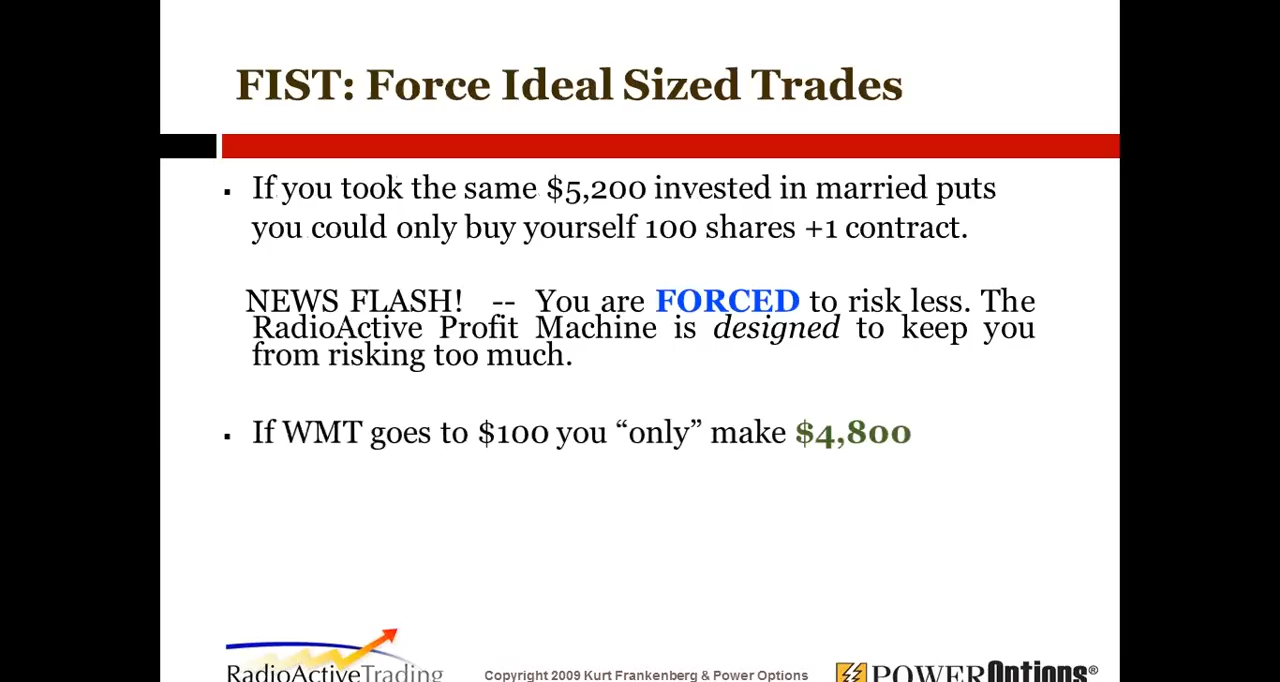 FIST: Force Ideal Sized Trades
▪ If you took the same $5,200 invested in married puts
you could only buy yourself 100 shares +1 contract.
NEWS FLASH! -- You are FORCED to risk less. The
RadioActive Profit Machine is designed to keep you
from risking too much.
▪ If WMT goes to $100 you “only” make $4,800
RadioActiveTrading
Copyright 2009 Kurt Frankenberg & Power Options
POWEROptions®